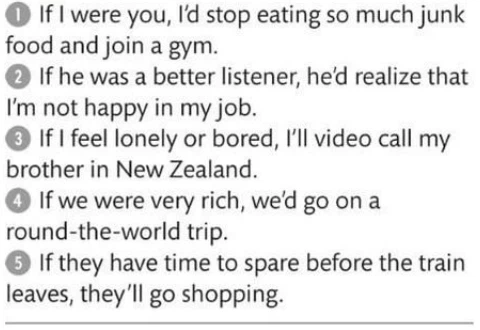 1 If I were you, I'd stop eating so much junk
food and join a gym.
2 If he was a better listener, he'd realize that
I'm not happy in my job.
3 If I feel lonely or bored, I'll video call my
brother in New Zealand.
4 If we were very rich, we'd go on a
round-the-world trip.
5 If they have time to spare before the train
leaves, they'll go shopping.